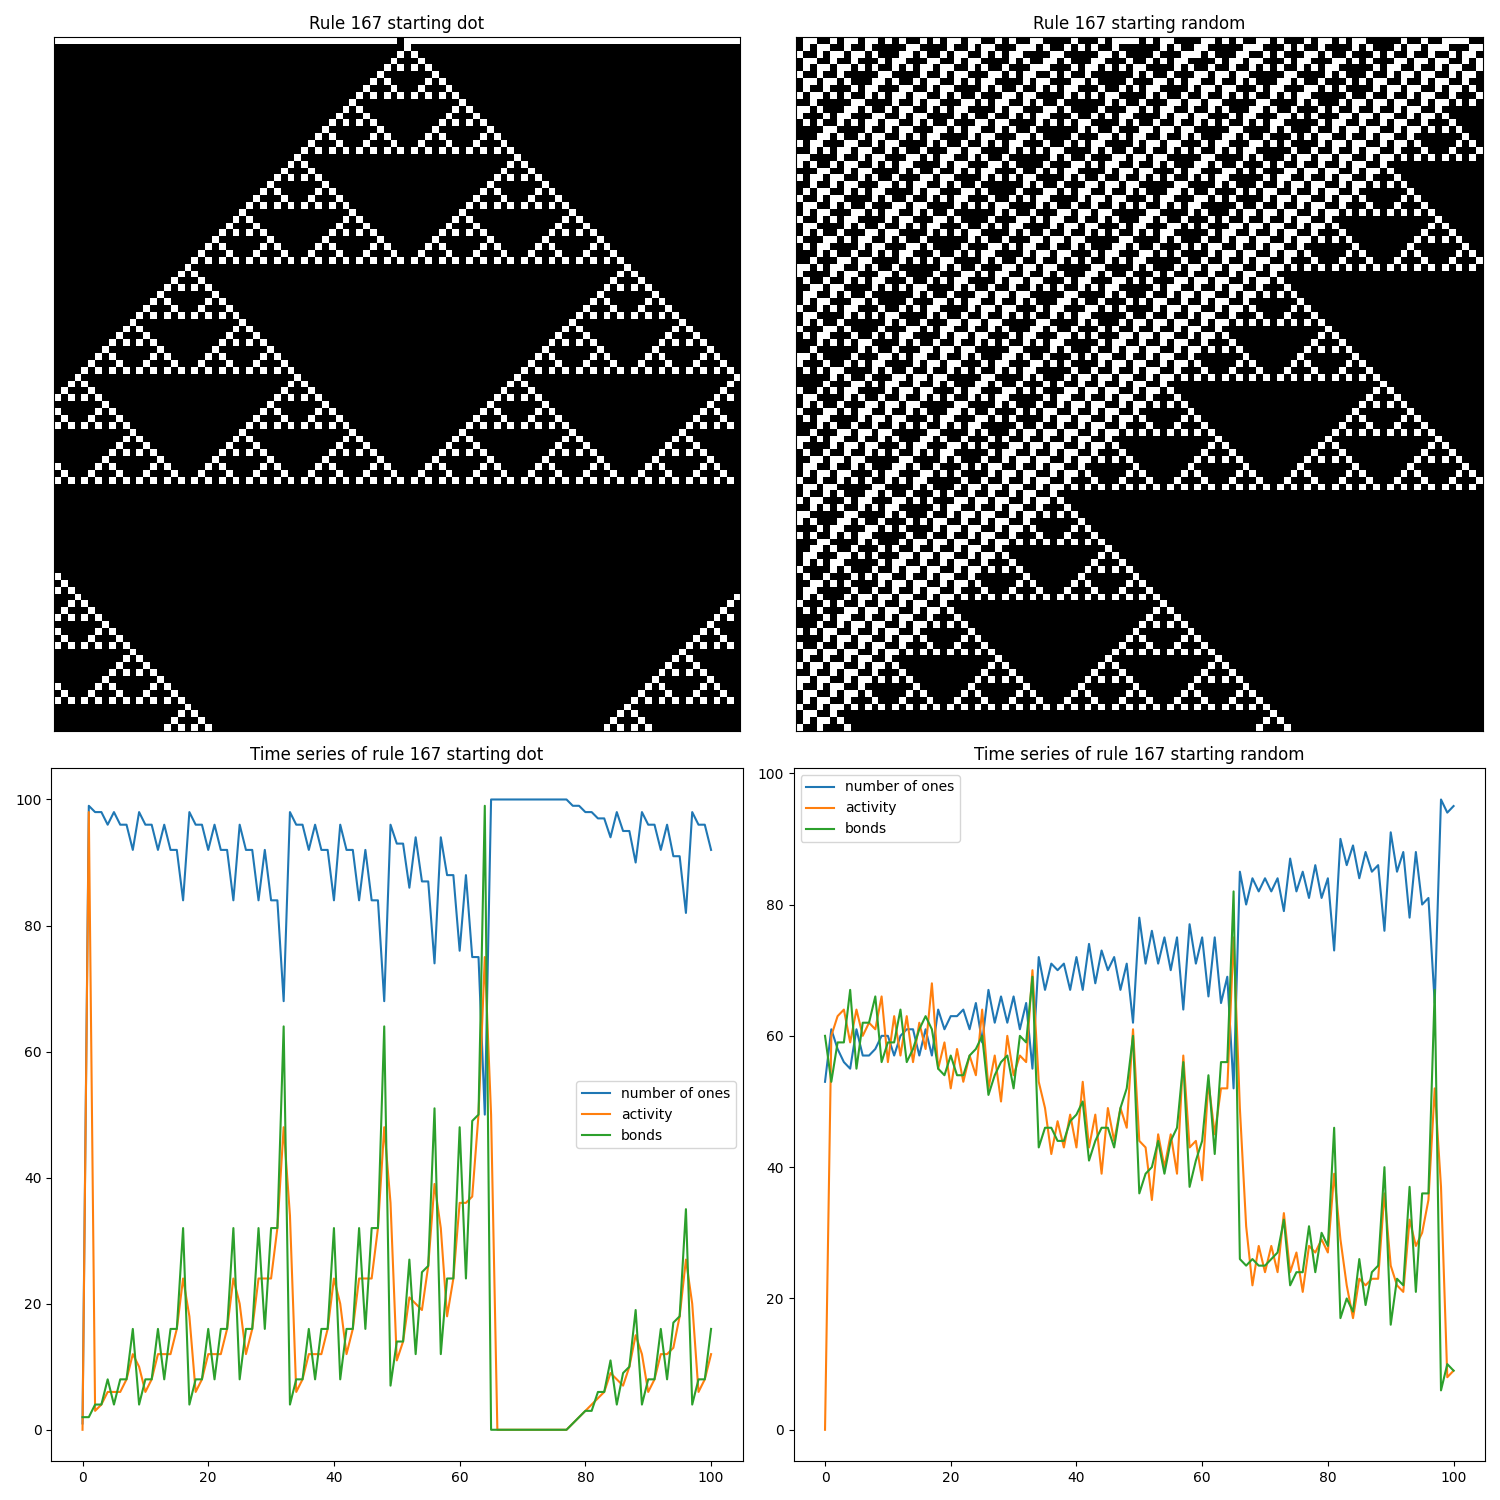 Rule 167 starting dot
Rule 167 starting random
Time series of rule 167 starting dot
100
80
60
40
20
0
0 20 40 60 80 100
number of ones
activity
bonds
Time series of rule 167 starting random
100
80
60
40
20
0
0 20 40 60 80 100
number of ones
activity
bonds